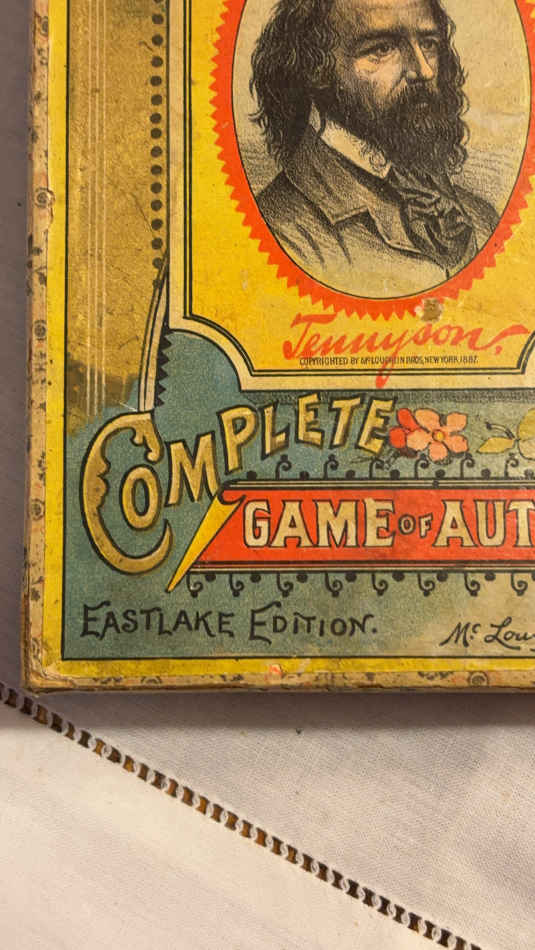 Tennyson.
COPYRIGHTED BY McLOUGHLIN BROS, NEW YORK, 1887.
COMPLETE
GAME OF AUT
EASTLAKE EDITION.
Mc Lou